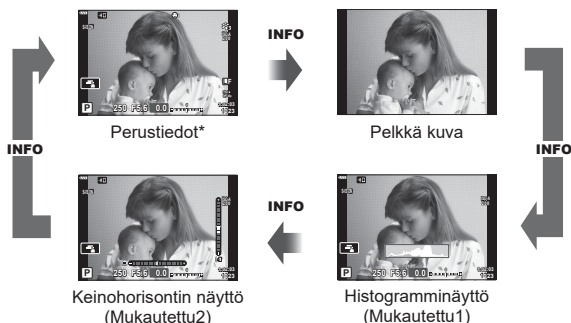 INFO
Perustiedot*
Pelkkä kuva
INFO
INFO
P 250 F5.6 0.0
INFO
P 250 F5.6 0.0
P 250 F5.6 0.0
Keinohorisontin näyttö
(Mukautettu2)
Histogramminäyttö
(Mukautettu1)